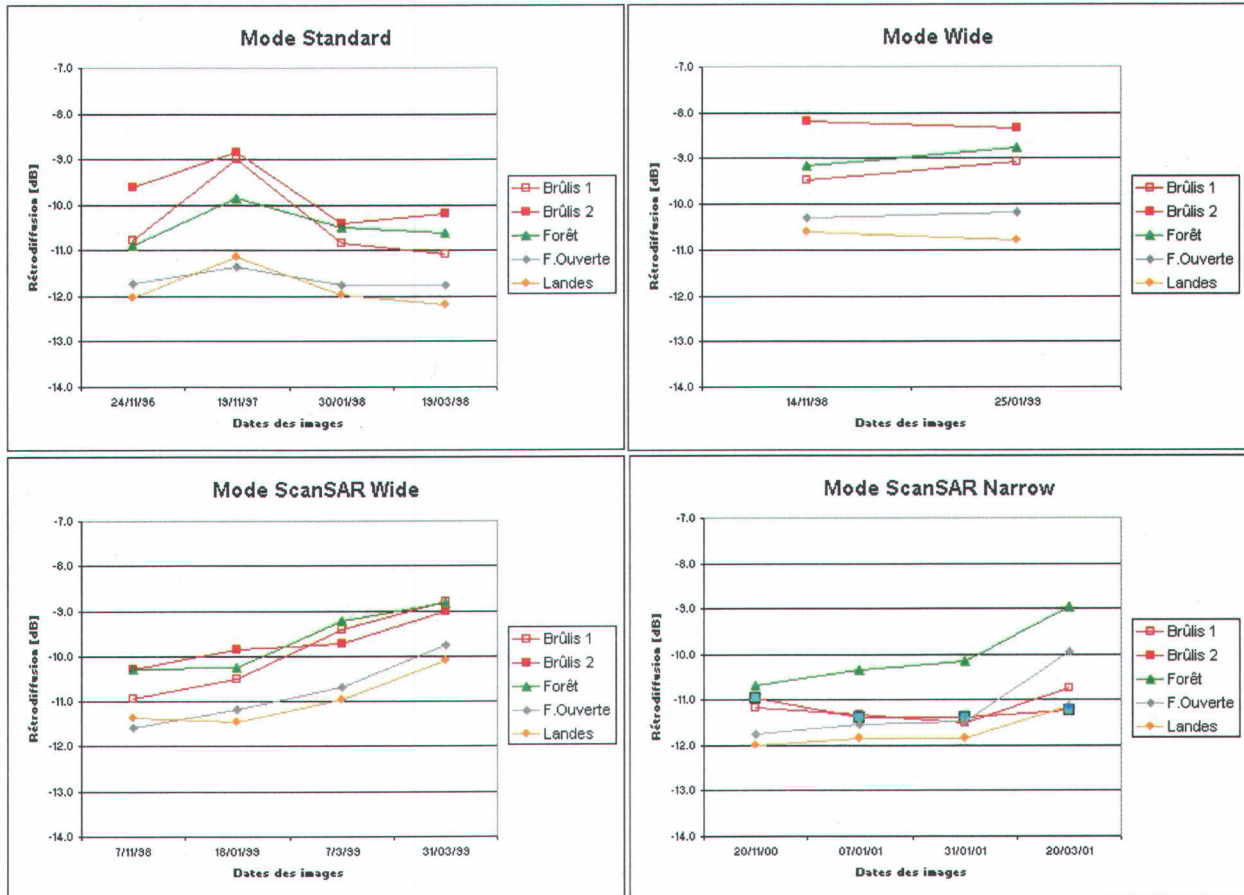 Mode Standard
Rétrodiffusion [dB]
-7.0
-8.0
-9.0
-10.0
-11.0
-12.0
-13.0
-14.0
24/11/96 19/11/97 30/01/98 19/03/98
Dates des images
Brûlis 1
Brûlis 2
Forêt
F.Ouverte
Landes
Mode Wide
Rétrodiffusion [dB]
-7.0
-8.0
-9.0
-10.0
-11.0
-12.0
-13.0
-14.0
14/11/98 25/01/99
Dates des images
Brûlis 1
Brûlis 2
Forêt
F.Ouverte
Landes
Mode ScanSAR Wide
Rétrodiffusion [dB]
-7.0
-8.0
-9.0
-10.0
-11.0
-12.0
-13.0
-14.0
7/11/98 18/01/99 7/3/99 31/03/99
Dates des images
Brûlis 1
Brûlis 2
Forêt
F.Ouverte
Landes
Mode ScanSAR Narrow
Rétrodiffusion [dB]
-7.0
-8.0
-9.0
-10.0
-11.0
-12.0
-13.0
-14.0
20/11/00 07/01/01 31/01/01 20/03/01
Dates des images
Brûlis 1
Brûlis 2
Forêt
F.Ouverte
Landes